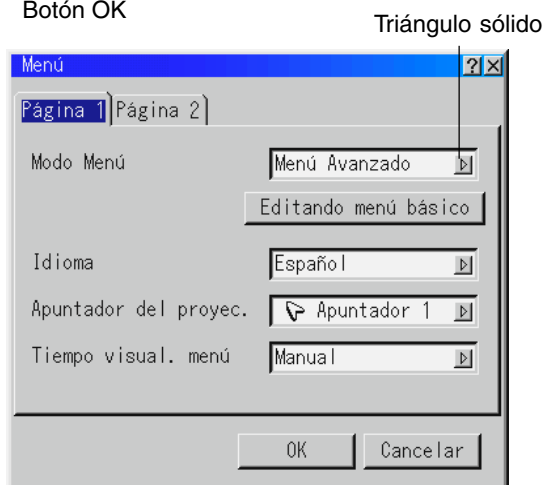 Botón OK
Triángulo sólido
Menú
Página 1 Página 2
Modo Menú Menú Avanzado
Editando menú básico
Idioma Español
Apuntador del proyec. Apuntador 1
Tiempo visual. menú Manual
OK Cancelar